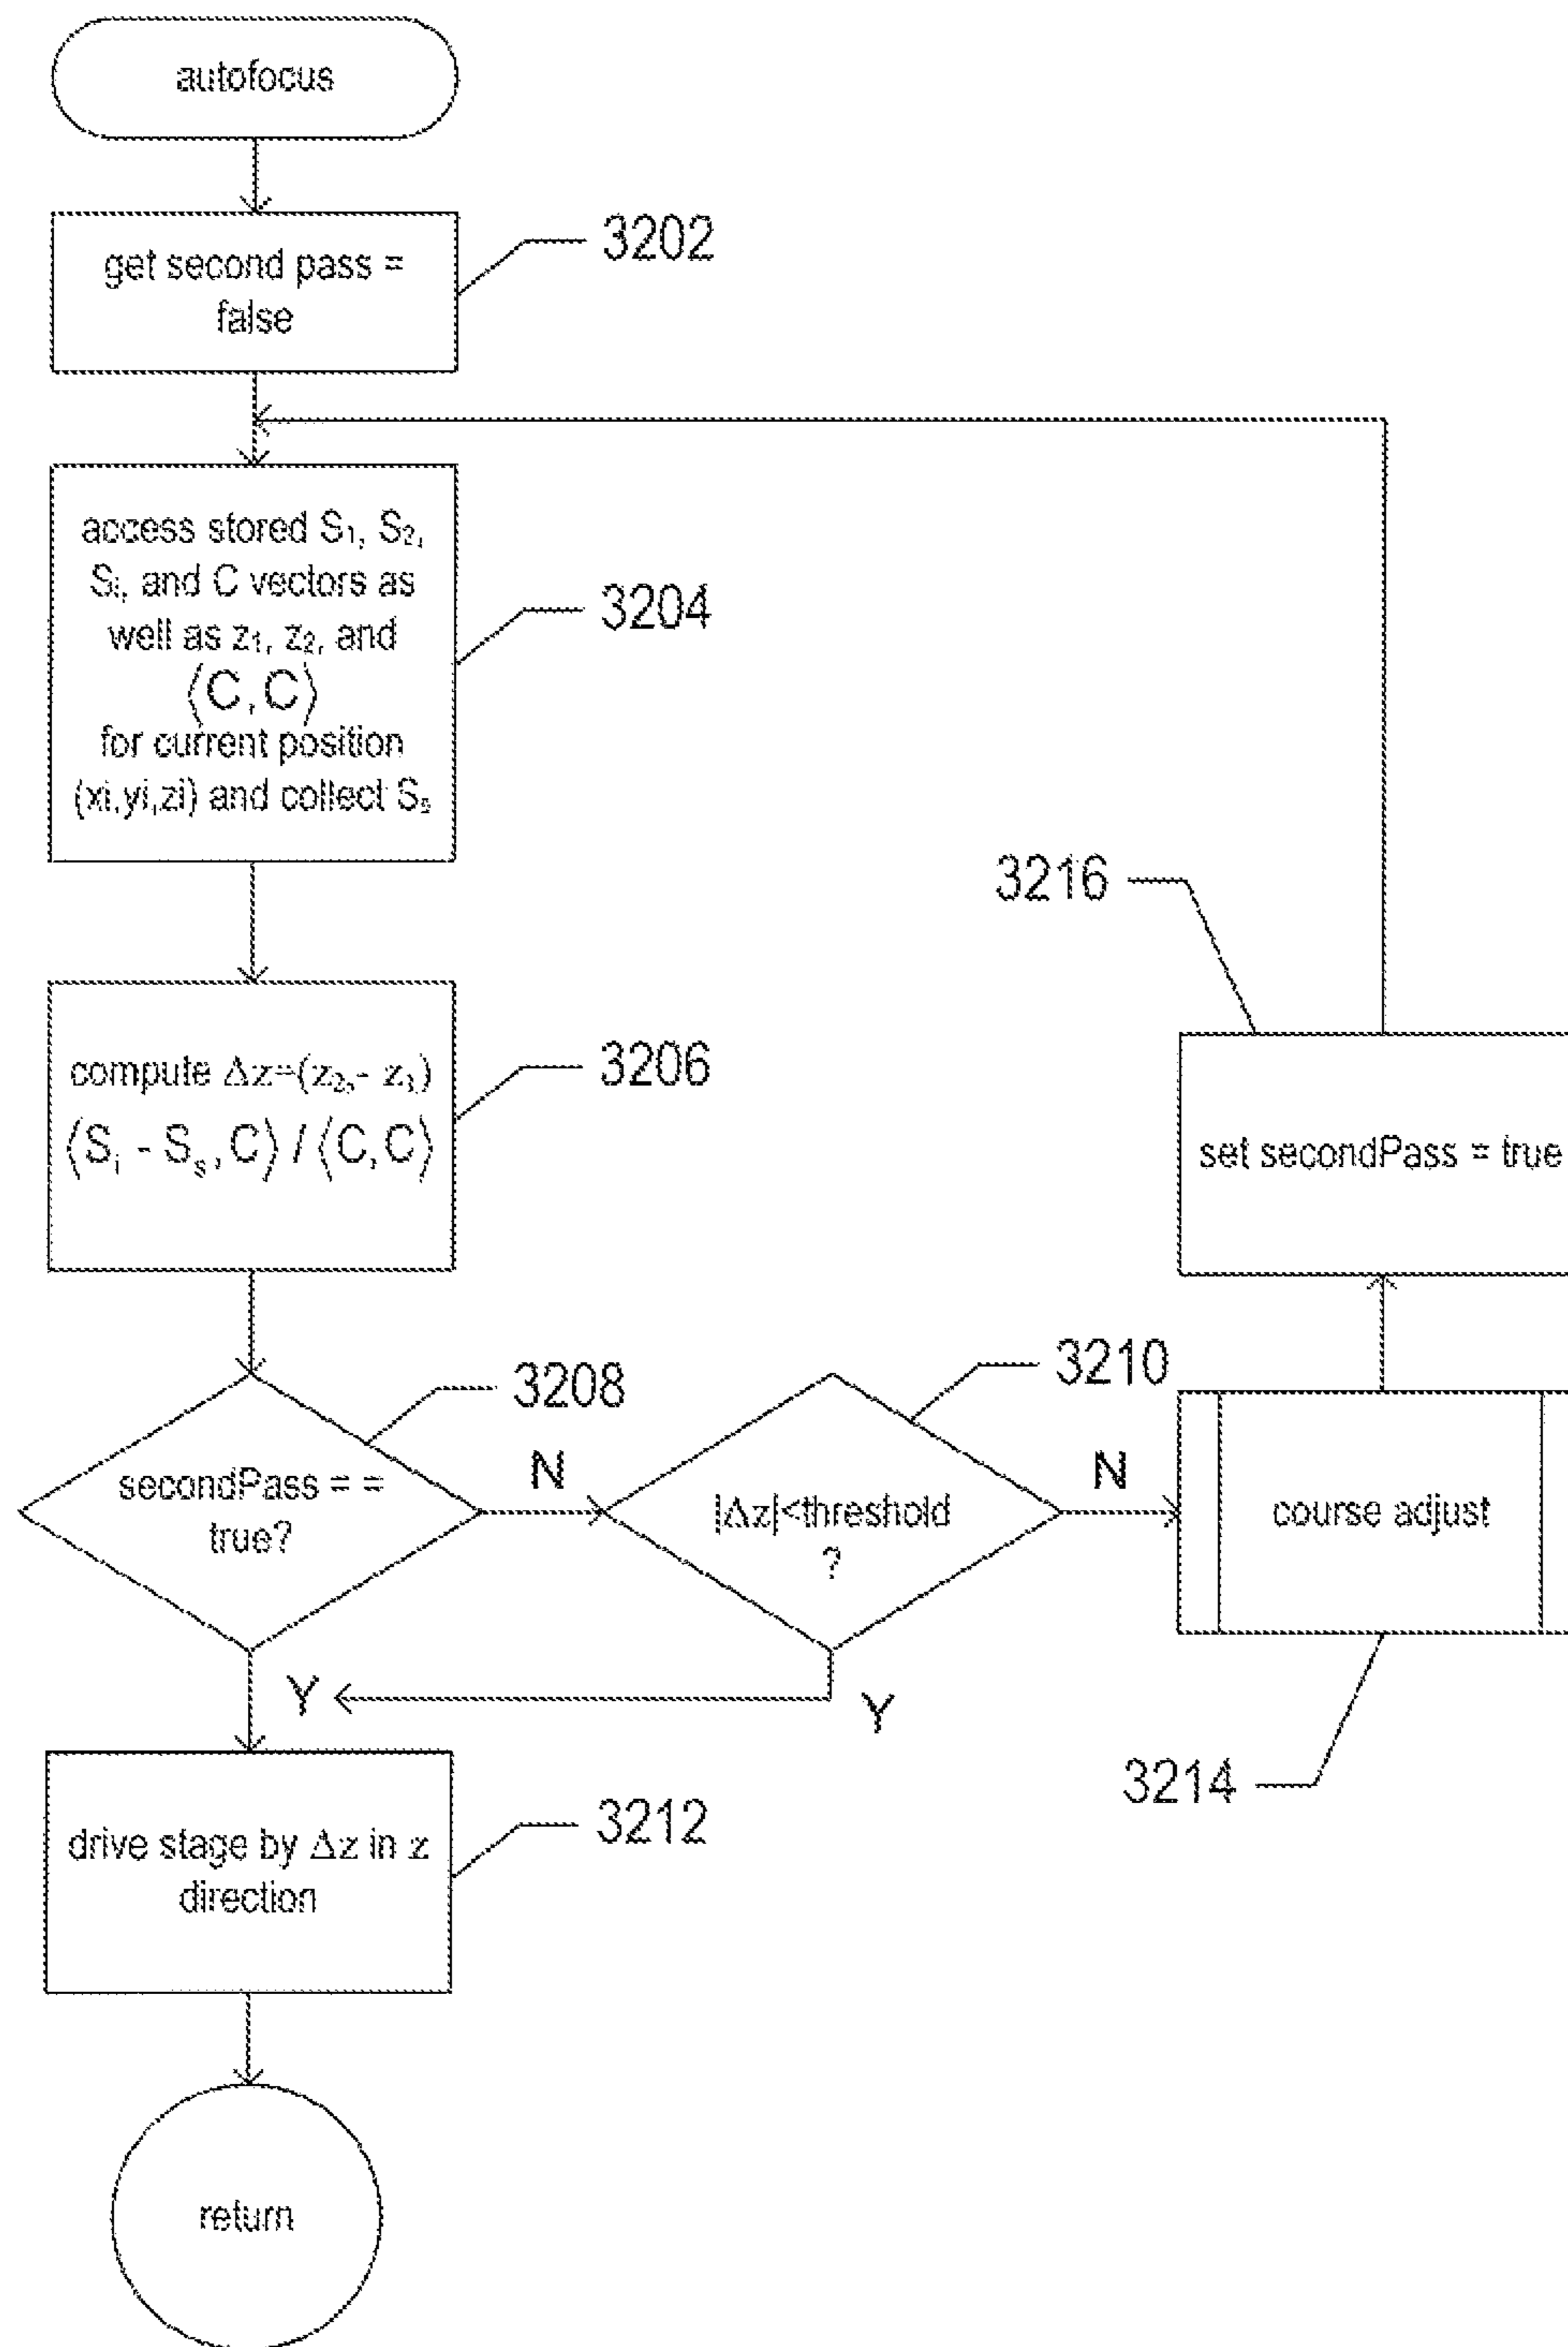 autofocus
get second pass =
false
3202
access stored S₁, S₂,
Sᵢ, and C vectors as
well as z₁, z₂, and
⟨C, C⟩
for current position
(xi,yi,zi) and collect Sₛ
3204
compute Δz=(z₂,- z₁)
⟨Sᵢ - Sₛ, C⟩ / ⟨C, C⟩
3206
3216
set secondPass = true
secondPass = =
true?
3208
N
|Δz|<threshold
?
3210
N
course adjust
Y
Y
3214
drive stage by Δz in z
direction
3212
return